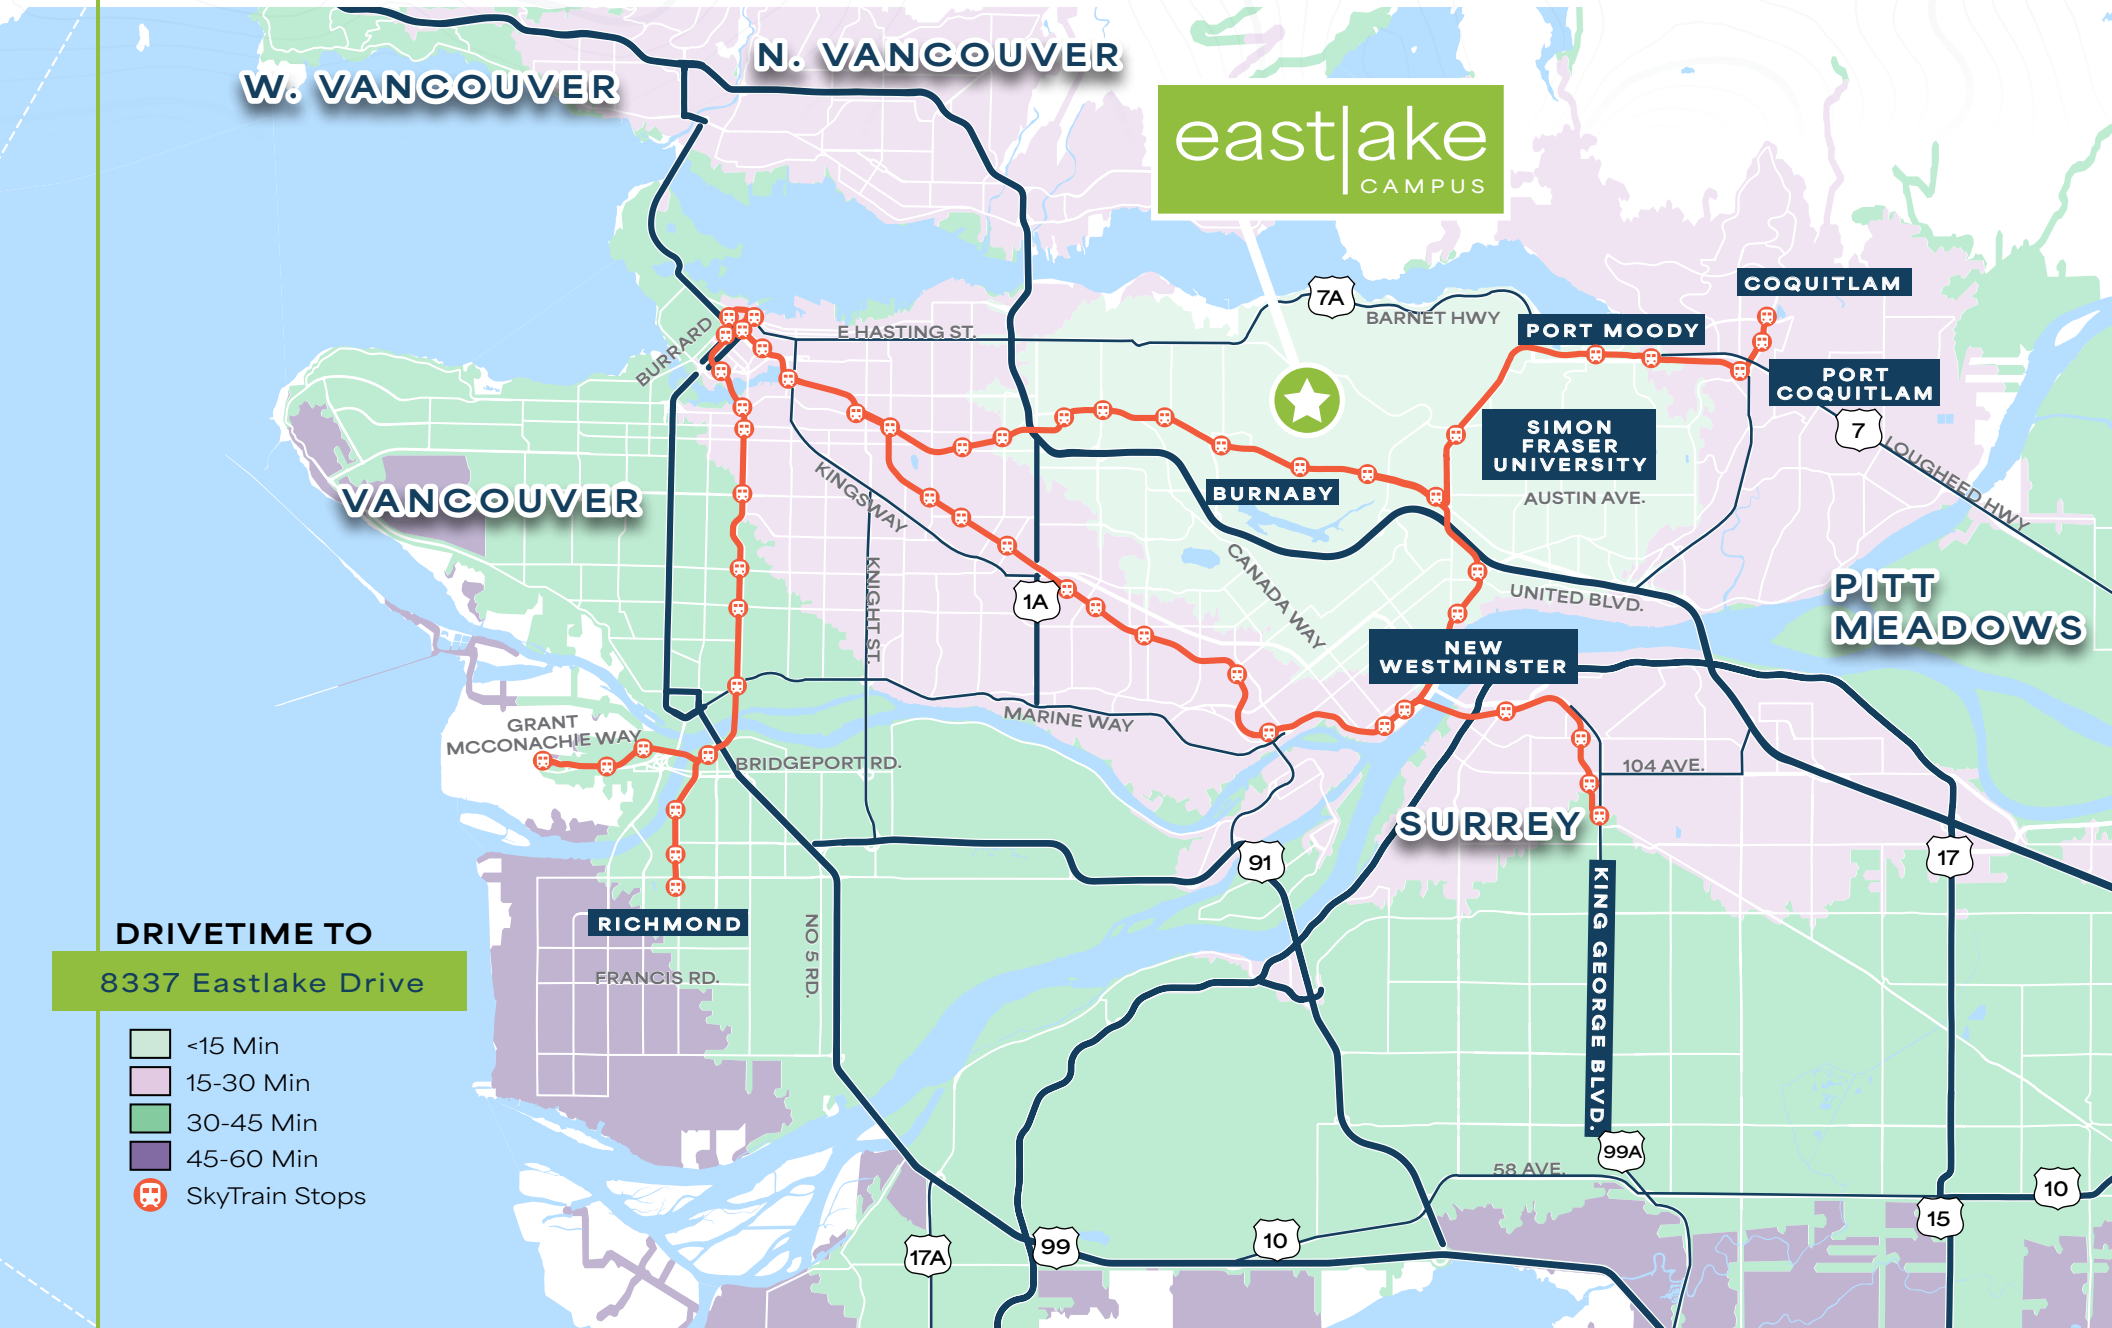 W. VANCOUVER
N. VANCOUVER
eastlake
CAMPUS
7A
BARNET HWY
COQUITLAM
PORT MOODY
PORT
COQUITLAM
7
LOUGHEED HWY
BURRARD
E HASTING ST.
SIMON
FRASER
UNIVERSITY
AUSTIN AVE.
BURNABY
VANCOUVER
KINGSWAY
KNIGHT ST.
1A
CANADA WAY
UNITED BLVD.
PITT
MEADOWS
NEW
WESTMINSTER
MARINE WAY
GRANT
MCCONACHIE WAY
BRIDGEPORT RD.
104 AVE.
SURREY
91
17
KING GEORGE BLVD.
RICHMOND
NO 5 RD.
FRANCIS RD.
DRIVETIME TO
8337 Eastlake Drive
<15 Min
15-30 Min
30-45 Min
45-60 Min
SkyTrain Stops
99A
58 AVE.
10
15
17A
99
10